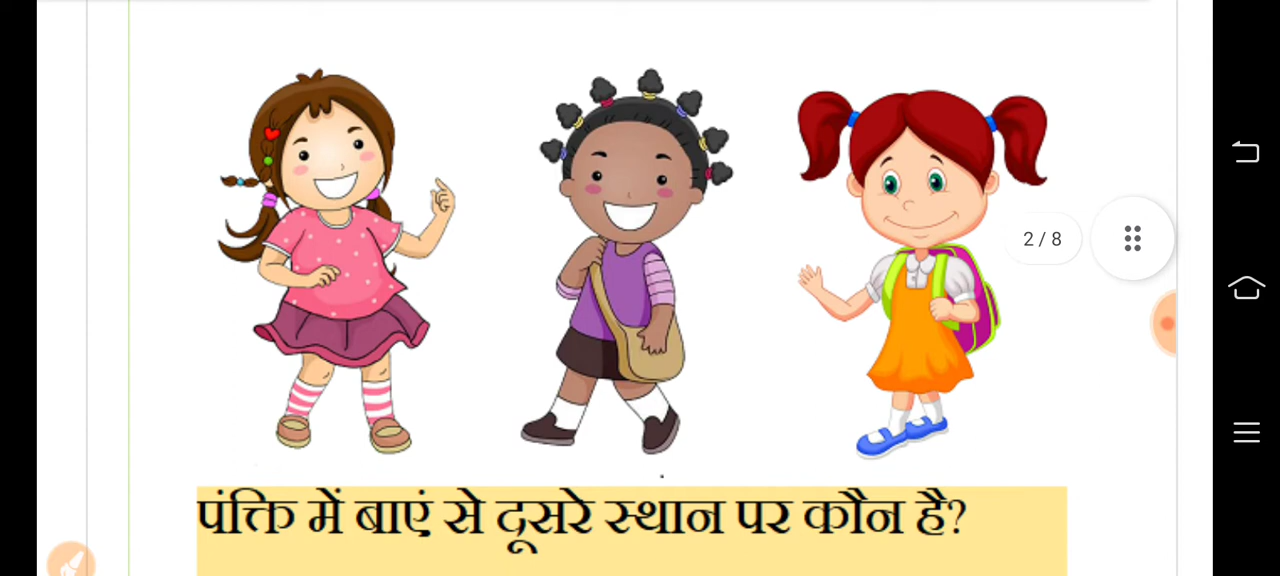 2 / 8
पंक्ति में बाएं से दूसरे स्थान पर कौन है?